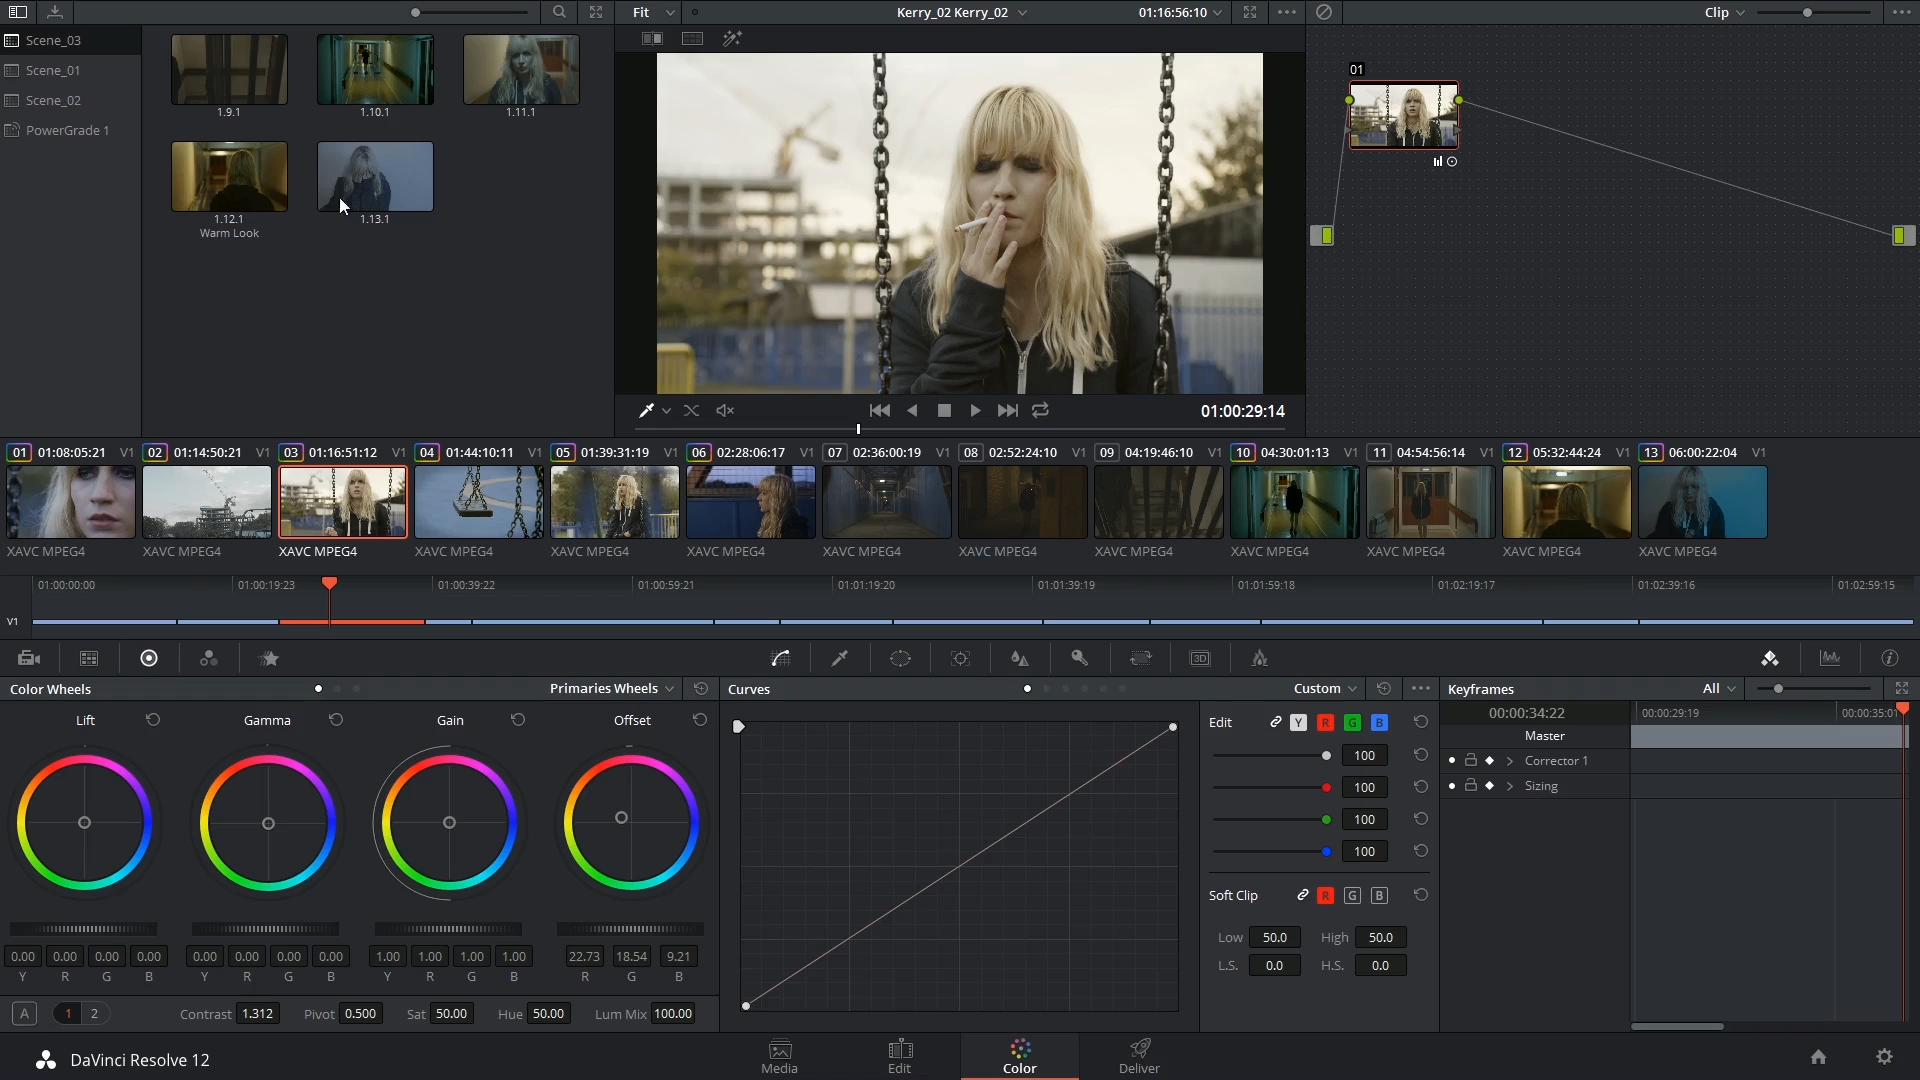 Fit
Kerry_02 Kerry_02
01:16:56:10
Clip
Scene_03
Scene_01
Scene_02
PowerGrade 1
1.9.1
1.10.1
1.11.1
1.12.1
Warm Look
1.13.1
01
01:00:29:14
01 01:08:05:21 V1
02 01:14:50:21 V1
03 01:16:51:12 V1
04 01:44:10:11 V1
05 01:39:31:19 V1
06 02:28:06:17 V1
07 02:36:00:19 V1
08 02:52:24:10 V1
09 04:19:46:10 V1
10 04:30:01:13 V1
11 04:54:56:14 V1
12 05:32:44:24 V1
13 06:00:22:04 V1
XAVC MPEG4
XAVC MPEG4
XAVC MPEG4
XAVC MPEG4
XAVC MPEG4
XAVC MPEG4
XAVC MPEG4
XAVC MPEG4
XAVC MPEG4
XAVC MPEG4
XAVC MPEG4
XAVC MPEG4
XAVC MPEG4
01:00:00:00
01:00:19:23
01:00:39:22
01:00:59:21
01:01:19:20
01:01:39:19
01:01:59:18
01:02:19:17
01:02:39:16
01:02:59:15
V1
3D
Color Wheels
Primaries Wheels
Lift
Gamma
Gain
Offset
0.00 0.00 0.00 0.00
Y R G B
0.00 0.00 0.00 0.00
Y R G B
1.00 1.00 1.00 1.00
Y R G B
22.73 18.54 9.21
R G B
A
1 2
Contrast 1.312
Pivot 0.500
Sat 50.00
Hue 50.00
Lum Mix 100.00
Curves
Custom
Edit
Y R G B
100
100
100
100
Soft Clip
R G B
Low 50.0 High 50.0
L.S. 0.0 H.S. 0.0
Keyframes
All
00:00:34:22
00:00:29:19
00:00:35:01
Master
Corrector 1
Sizing
DaVinci Resolve 12
Media
Edit
Color
Deliver